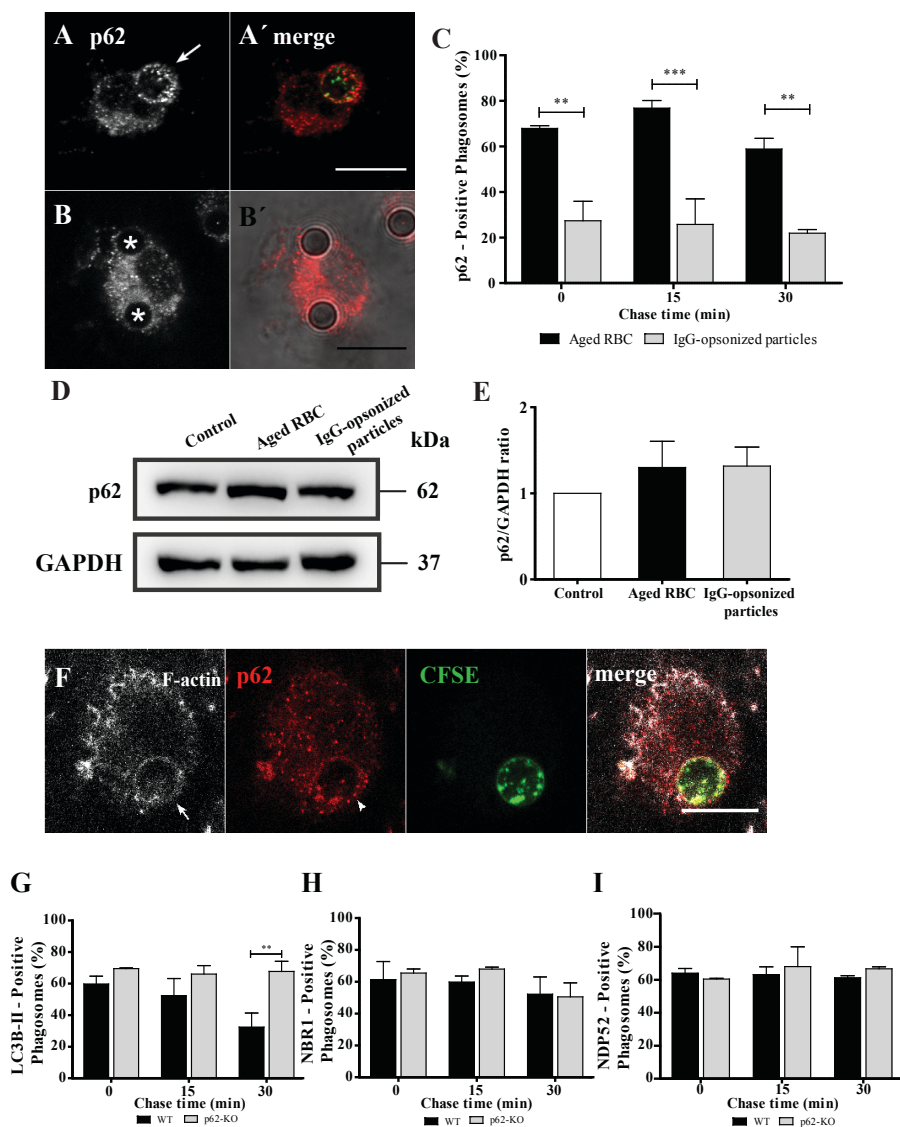 A p62
A´ merge
B
B´
*
*
C
p62 - Positive Phagosomes (%)
100
80
60
40
20
0
**
***
**
0 15 30
Chase time (min)
Aged RBC IgG-opsonized particles
D
Control
Aged RBC
IgG-opsonized
particles
kDa
p62
62
GAPDH
37
E
p62/GAPDH ratio
2
1
0
Control Aged RBC IgG-opsonized
particles
F
F-actin
p62
CFSE
merge
G
LC3B-II - Positive
Phagosomes (%)
100
80
60
40
20
0
**
0 15 30
Chase time (min)
WT p62-KO
H
NBR1 - Positive
Phagosomes (%)
100
80
60
40
20
0
0 15 30
Chase time (min)
WT p62-KO
I
NDP52 - Positive
Phagosomes (%)
100
80
60
40
20
0
0 15 30
Chase time (min)
WT p62-KO